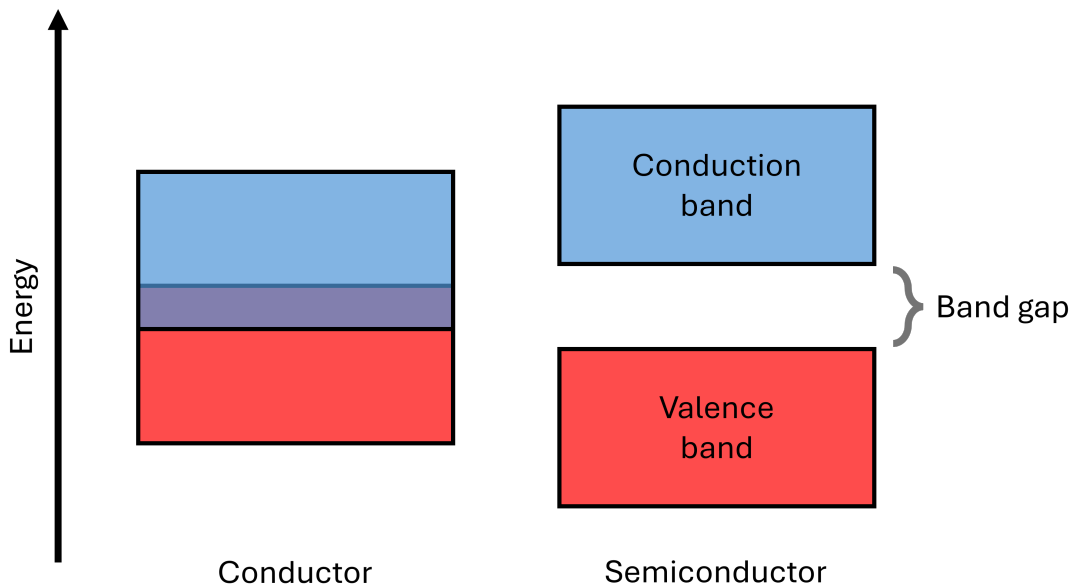 Energy
Conduction
band
Band gap
Valence
band
Conductor
Semiconductor